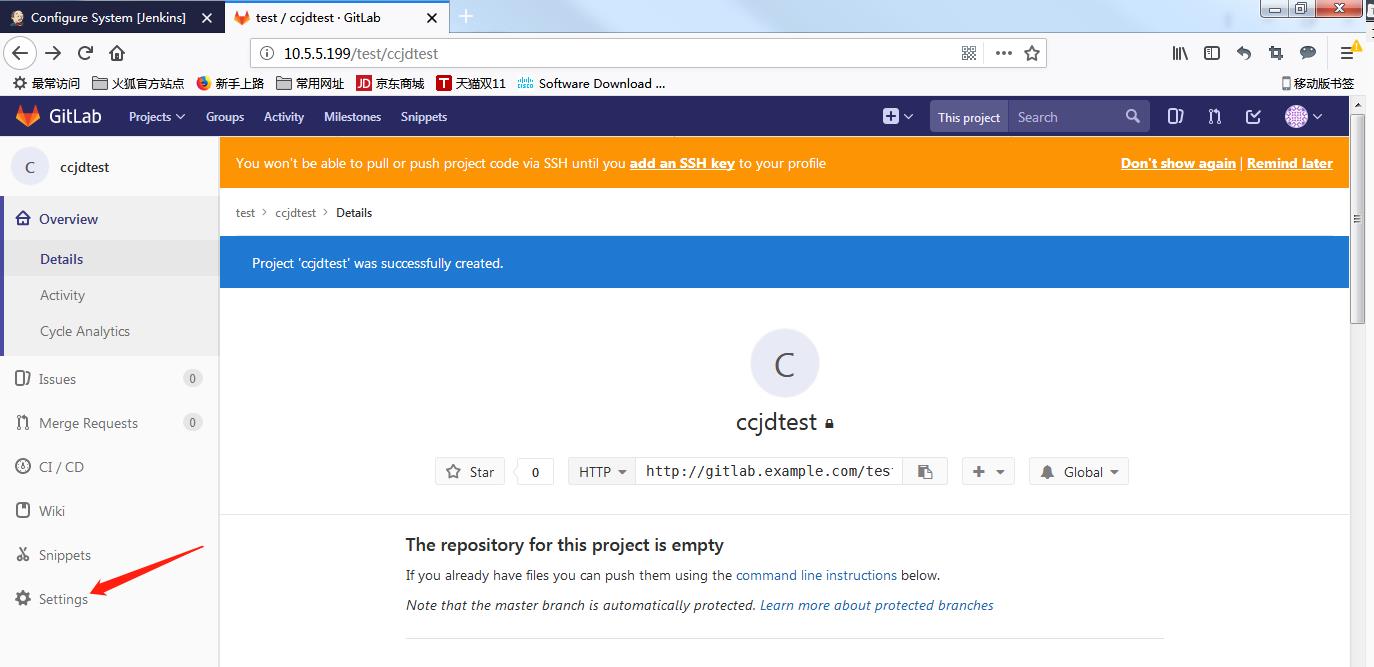 Configure System [Jenkins]
test / ccjdtest · GitLab
10.5.5.199/test/ccjdtest
最常访问 火狐官方站点 新手上路 常用网址 JD 京东商城 T 天猫双11 Software Download ... 移动版书签
GitLab Projects Groups Activity Milestones Snippets This project Search
C ccjdtest
You won't be able to pull or push project code via SSH until you add an SSH key to your profile Don't show again | Remind later
test > ccjdtest > Details
Project 'ccjdtest' was successfully created.
Overview
Details
Activity
Cycle Analytics
Issues 0
Merge Requests 0
CI / CD
Wiki
Snippets
Settings
C
ccjdtest
Star 0 HTTP http://gitlab.example.com/tes Global
The repository for this project is empty
If you already have files you can push them using the command line instructions below.
Note that the master branch is automatically protected. Learn more about protected branches